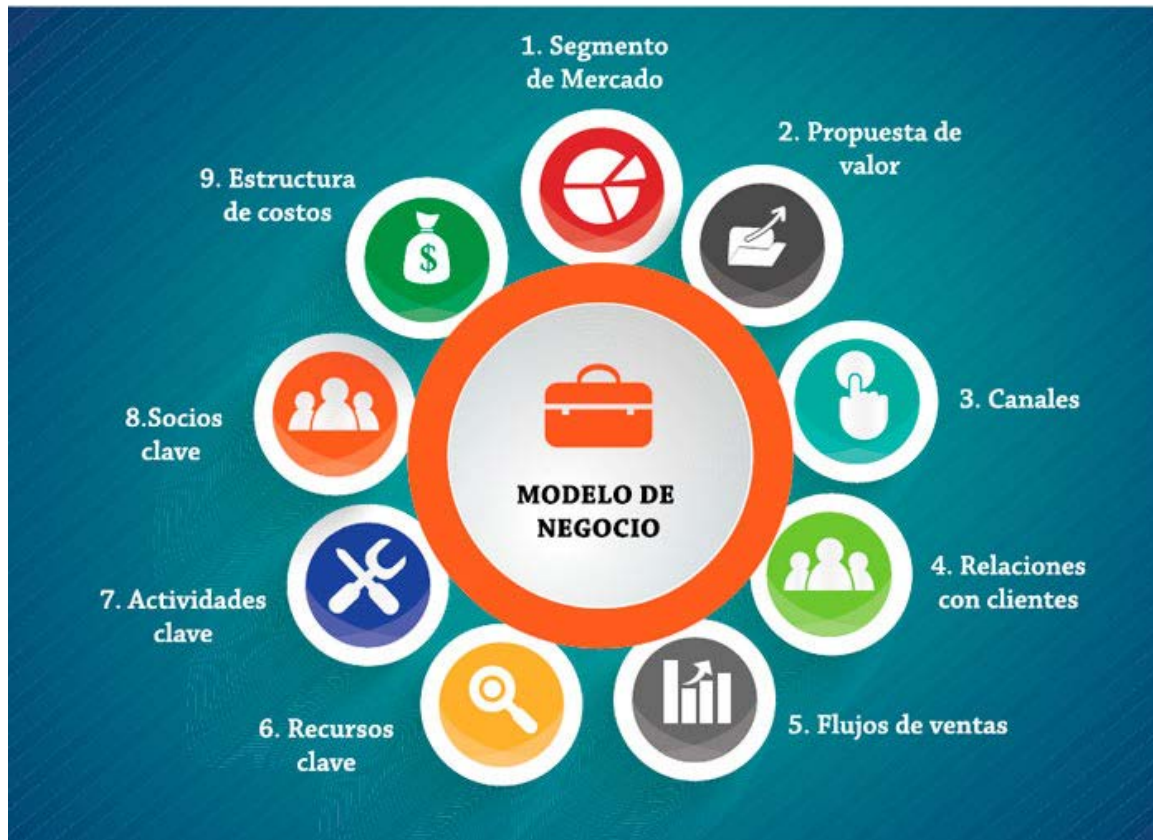 1. Segmento
de Mercado
2. Propuesta de
valor
3. Canales
4. Relaciones
con clientes
5. Flujos de ventas
6. Recursos
clave
7. Actividades
clave
8.Socios
clave
9. Estructura
de costos
$
MODELO DE
NEGOCIO